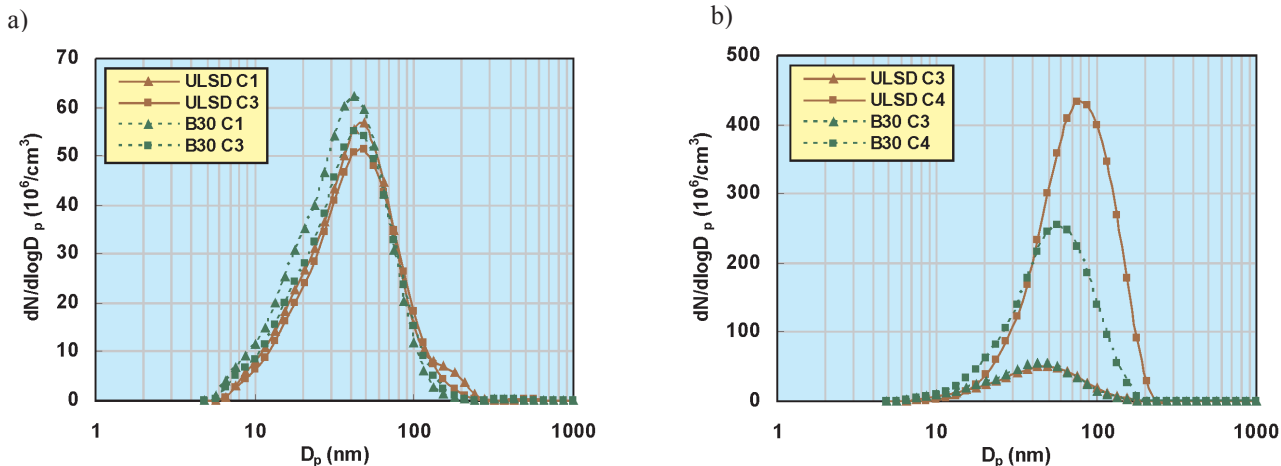 a)
dN/dlogD p (10⁶/cm³)
70
60
50
40
30
20
10
0
ULSD C1
ULSD C3
B30 C1
B30 C3
1
10
100
1000
Dp (nm)
b)
dN/dlogD p (10⁶/cm³)
500
400
300
200
100
0
ULSD C3
ULSD C4
B30 C3
B30 C4
1
10
100
1000
Dp (nm)